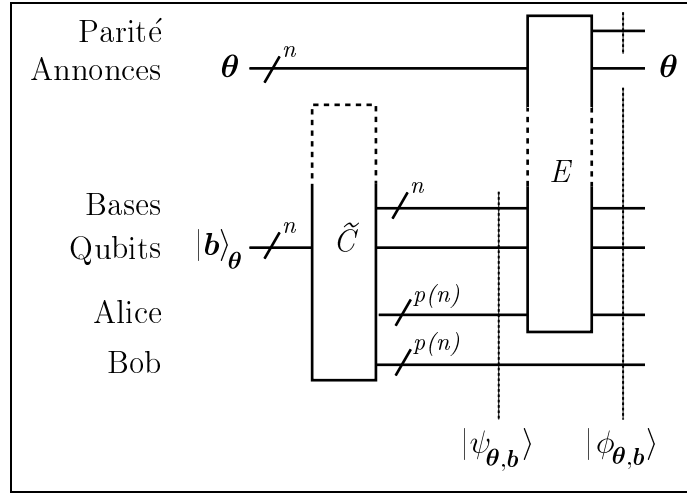 Parité
Annonces θ n θ
E
Bases n
Qubits |b⟩θ n C̃
Alice p(n)
Bob p(n)
|ψθ,b⟩ |ϕθ,b⟩